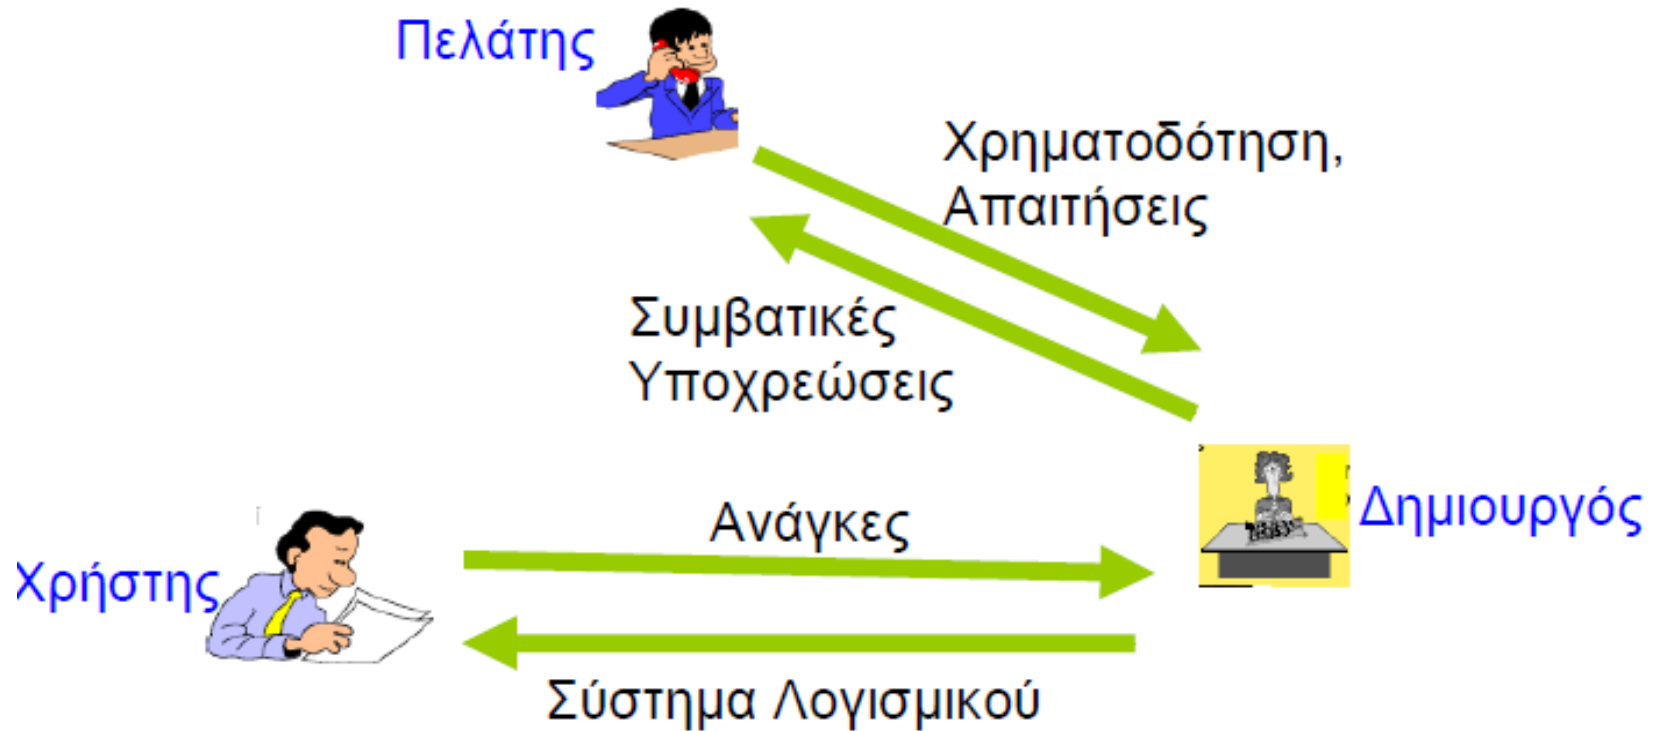 Πελάτης
Χρηματοδότηση,
Απαιτήσεις
Συμβατικές
Υποχρεώσεις
Δημιουργός
Ανάγκες
Χρήστης
Σύστημα Λογισμικού